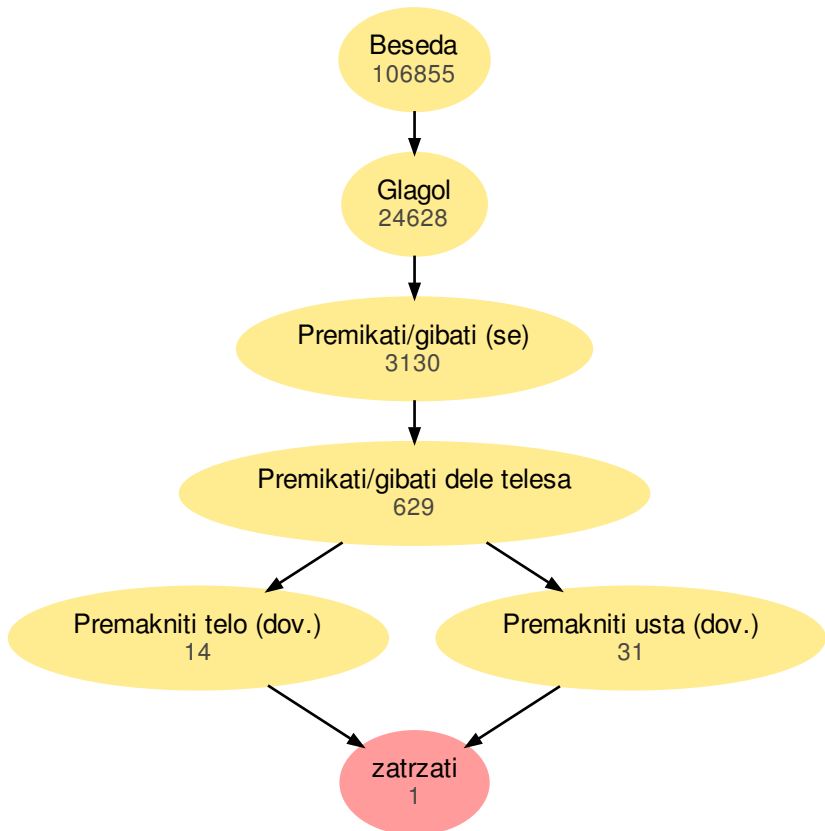 Beseda
106855
Glagol
24628
Premikati/gibati (se)
3130
Premikati/gibati dele telesa
629
Premakniti telo (dov.)
14
Premakniti usta (dov.)
31
zatrzati
1